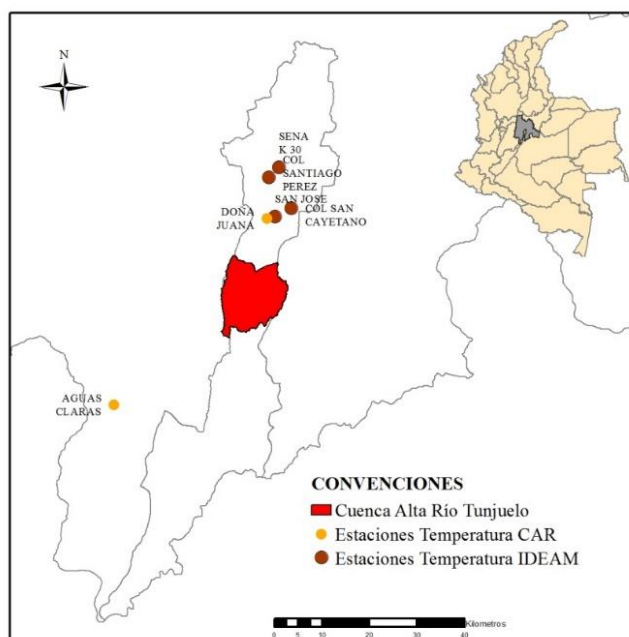 N
SENA
K 30
COL
SANTIAGO
PEREZ
SAN JOSE
DOÑA
JUANA
COL SAN
CAYETANO
AGUAS
CLARAS
CONVENCIONES
Cuenca Alta Río Tunjuelo
Estaciones Temperatura CAR
Estaciones Temperatura IDEAM
0 5 10 20 30 40
Kilometros